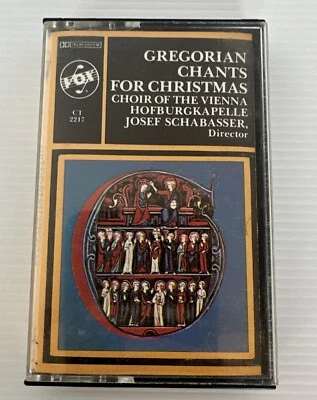 GREGORIAN
CHANTS
FOR CHRISTMAS
CHOIR OF THE VIENNA
HOFBURGKAPELLE
JOSEF SCHABASSER,
Director
VOX
CT
2217